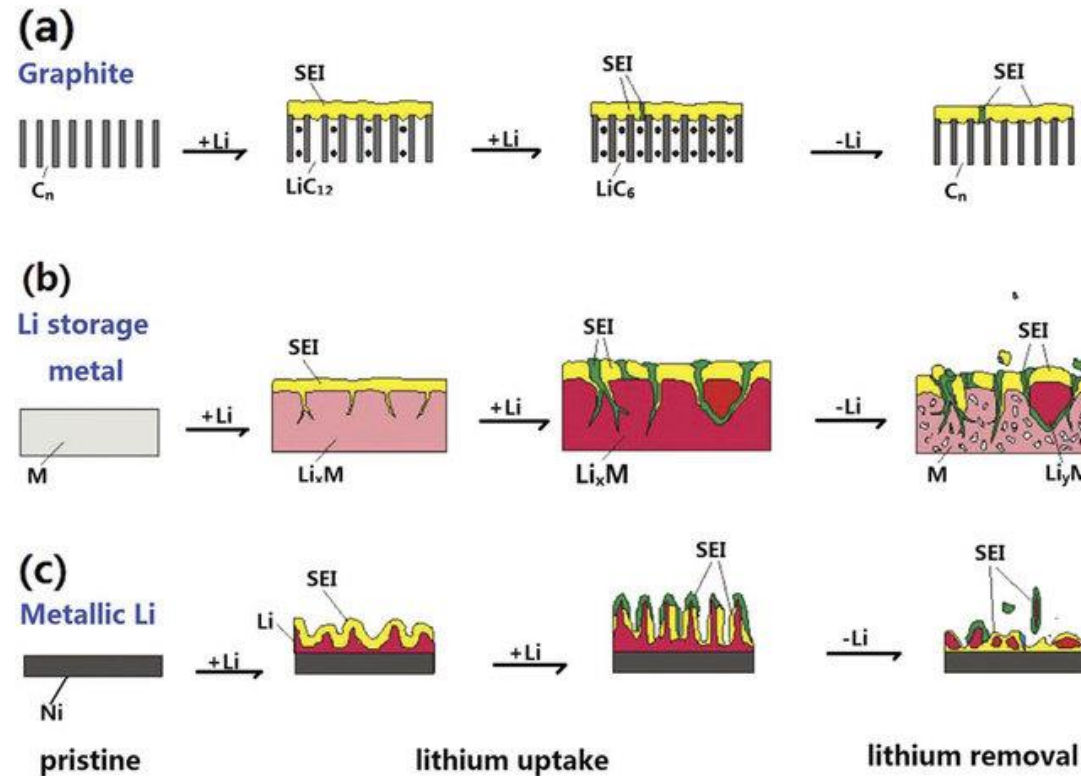 (a)
Graphite
Cₙ
+Li
SEI
LiC₁₂
+Li
SEI
LiC₆
-Li
SEI
Cₙ
(b)
Li storage
metal
M
+Li
SEI
LiₓM
+Li
SEI
LiₓM
-Li
SEI
M
LiᵧM
(c)
Metallic Li
Ni
+Li
Li
SEI
+Li
SEI
-Li
SEI
pristine
lithium uptake
lithium removal